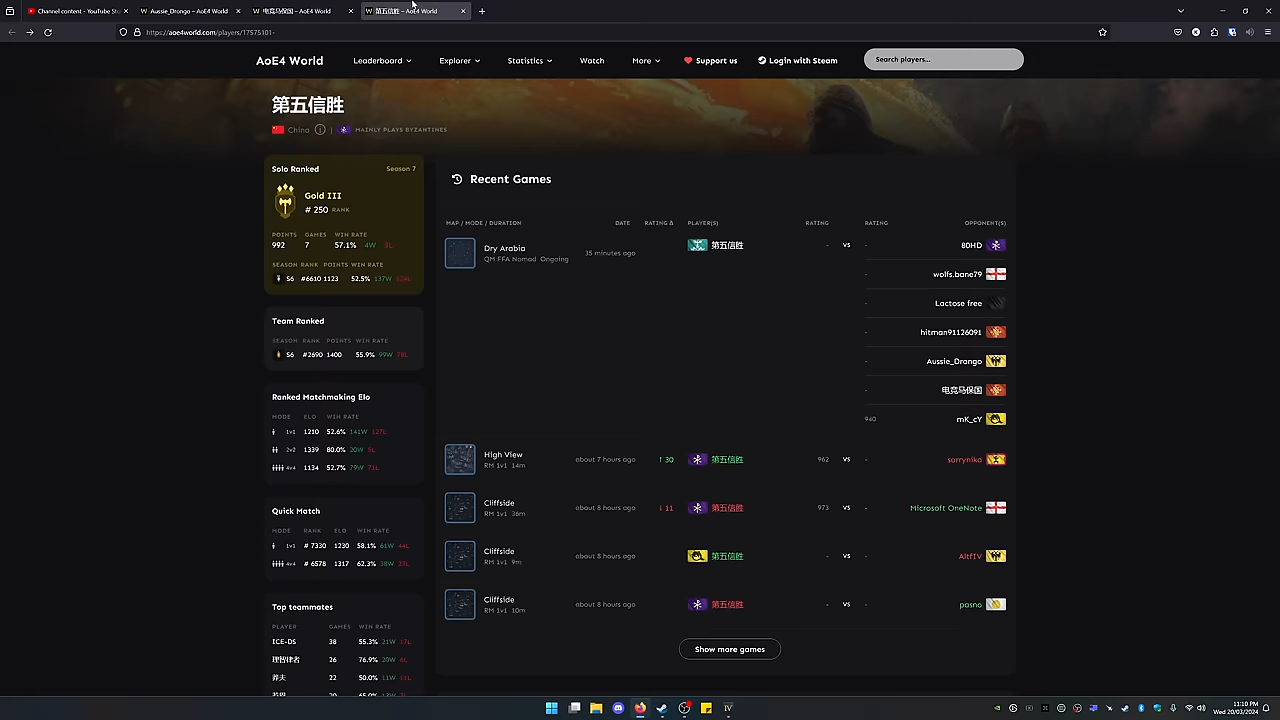 Channel content - YouTube Stu
Aussie_Drongo – AoE4 World
电竞马保国 – AoE4 World
第五信胜 – AoE4 World
https://aoe4world.com/players/17575101-
AoE4 World
Leaderboard
Explorer
Statistics
Watch
More
Support us
Login with Steam
Search players...
第五信胜
China
MAINLY PLAYS BYZANTINES
Solo Ranked
Season 7
Gold III
# 250 RANK
POINTS GAMES WIN RATE
992 7 57.1% 4W 3L
SEASON RANK POINTS WIN RATE
S6 #6610 1123 52.5% 137W
Team Ranked
SEASON RANK POINTS WIN RATE
S6 #2690 1400 55.9% 99W 78L
Ranked Matchmaking Elo
MODE ELO WIN RATE
1v1 1210 52.6% 141W 127L
2v2 1339 80.0% 20W 5L
4v4 1134 52.7% 79W 71L
Quick Match
MODE RANK ELO WIN RATE
1v1 # 7330 1230 58.1% 61W 44L
4v4 # 6578 1317 62.3% 38W 23L
Top teammates
PLAYER GAMES WIN RATE
ICE-DS 38 55.3% 21W 17L
理智律者 26 76.9% 20W 6L
22 50.0% 11W 11L
Recent Games
MAP / MODE / DURATION DATE RATING Δ PLAYER(S) RATING RATING OPPONENT(S)
Dry Arabia
QM FFA Nomad Ongoing
35 minutes ago
第五信胜 - vs - 80HD
- wolfs.bane79
- Lactose free
- hitman91126091
- Aussie_Drongo
- 电竞马保国
940 mK_cY
High View
RM 1v1 14m
about 7 hours ago ↑ 30 第五信胜 962 vs - sarryniko
Cliffside
RM 1v1 36m
about 8 hours ago ↓ 11 第五信胜 973 vs - Microsoft OneNote
Cliffside
RM 1v1 9m
about 8 hours ago 第五信胜 - vs - AltfIV
Cliffside
RM 1v1 10m
about 8 hours ago 第五信胜 - vs - pasno
Show more games
11:10 PM
Wed 20/03/2024